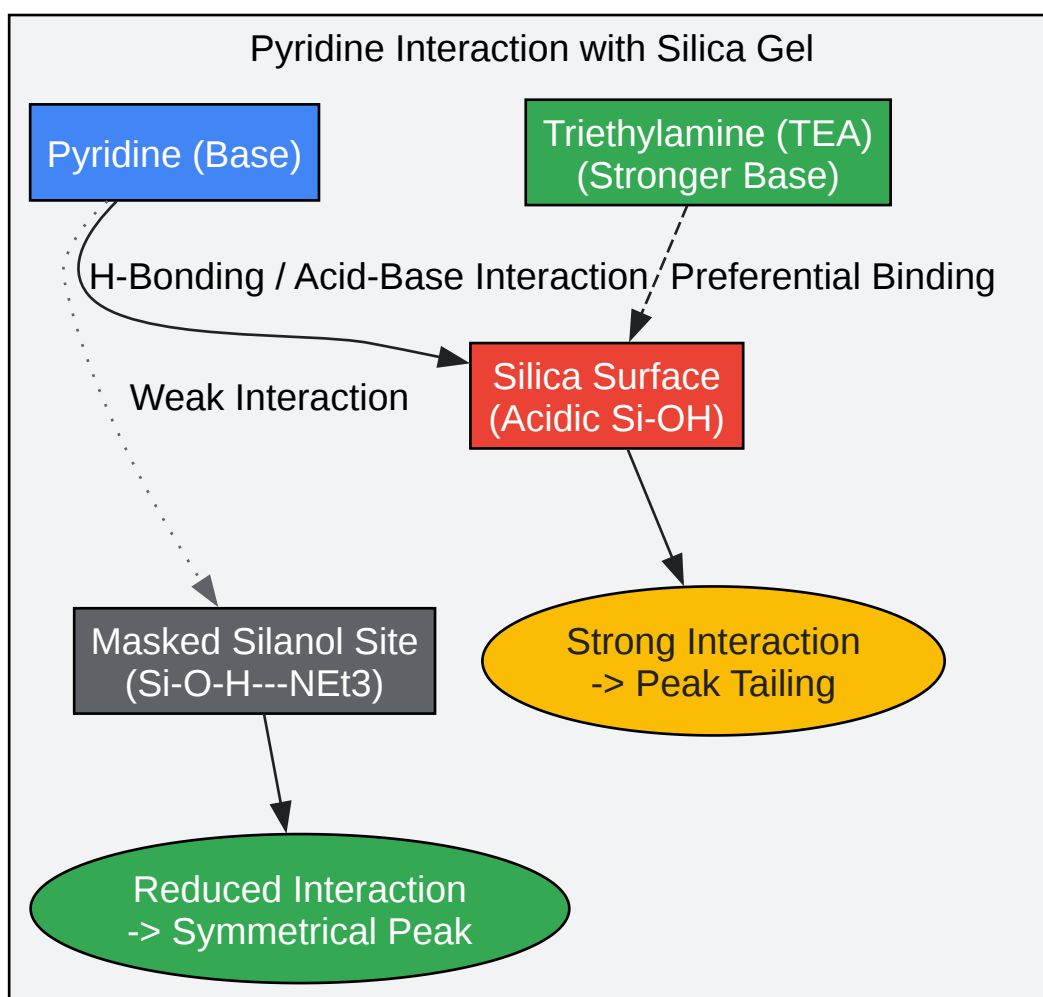 Pyridine Interaction with Silica Gel
Pyridine (Base)
Triethylamine (TEA)
(Stronger Base)
H-Bonding / Acid-Base Interaction
Preferential Binding
Silica Surface
(Acidic Si-OH)
Weak Interaction
Masked Silanol Site
(Si-O-H---NEt3)
Strong Interaction
-> Peak Tailing
Reduced Interaction
-> Symmetrical Peak